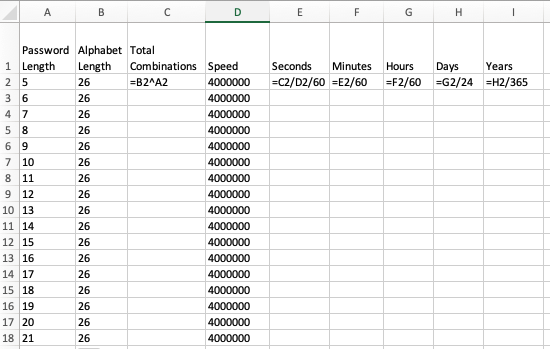 A B C D E F G H I
Password Alphabet Total
1 Length Length Combinations Speed Seconds Minutes Hours Days Years
2 5 26 =B2^A2 4000000 =C2/D2/60 =E2/60 =F2/60 =G2/24 =H2/365
3 6 26 4000000
4 7 26 4000000
5 8 26 4000000
6 9 26 4000000
7 10 26 4000000
8 11 26 4000000
9 12 26 4000000
10 13 26 4000000
11 14 26 4000000
12 15 26 4000000
13 16 26 4000000
14 17 26 4000000
15 18 26 4000000
16 19 26 4000000
17 20 26 4000000
18 21 26 4000000